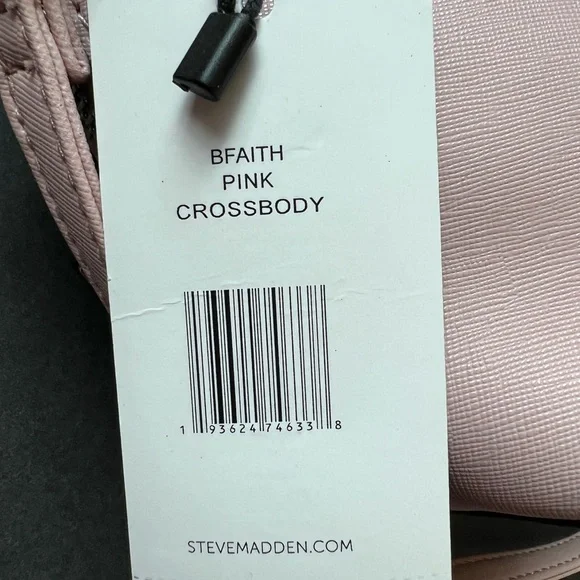 BFAITH
PINK
CROSSBODY
1 93624 74633 8
STEVEMADDEN.COM